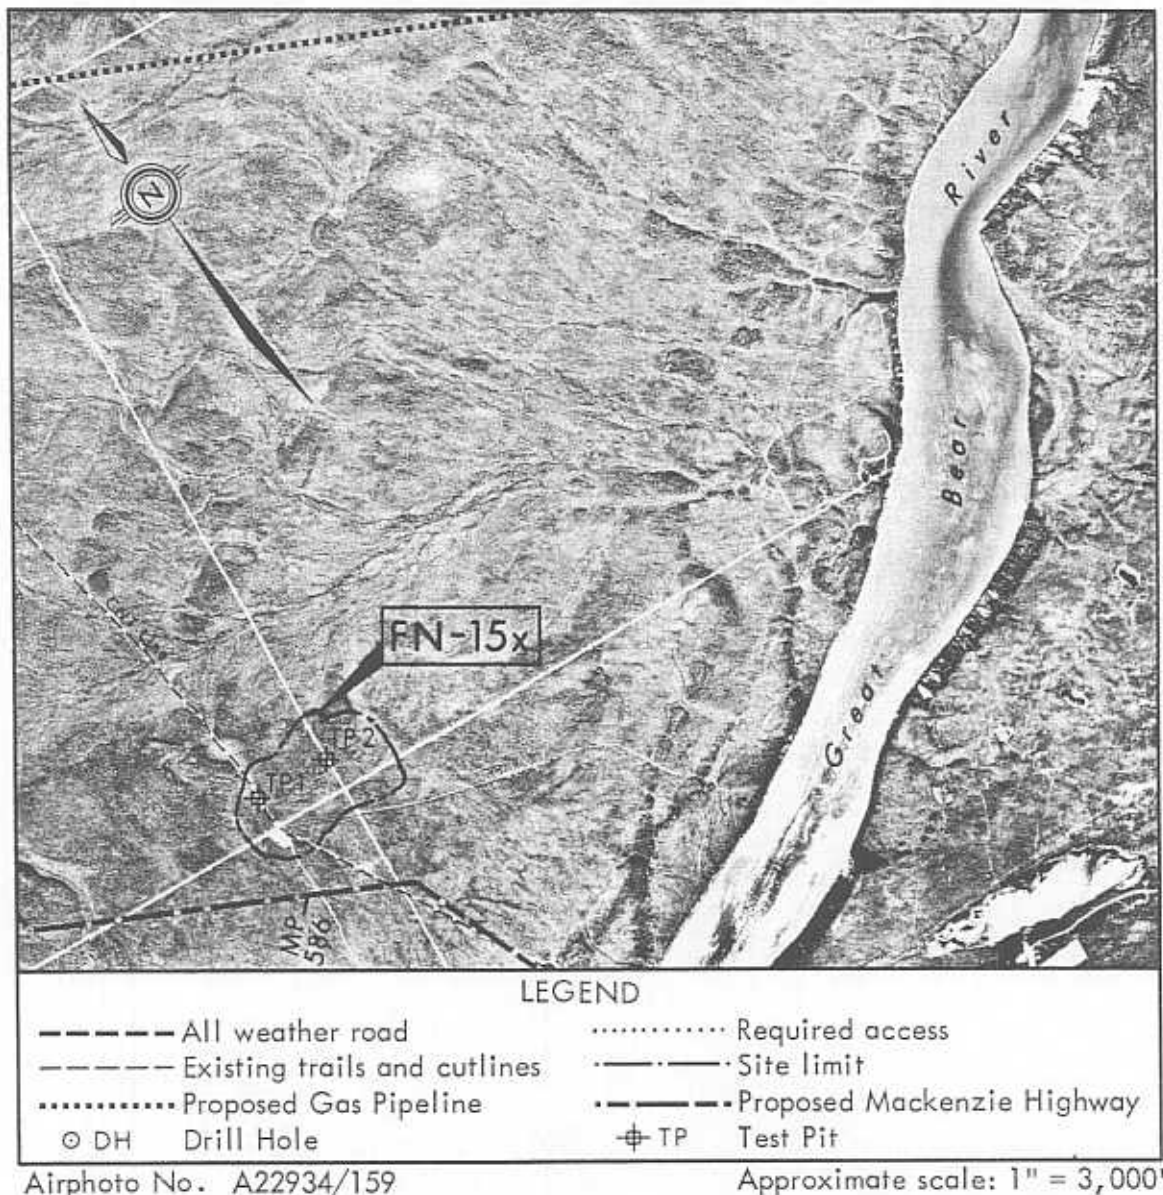 N
River
Bear
Great
FN-15x
TP2
TP1
MP
586
LEGEND
All weather road
Required access
Existing trails and cutlines
Site limit
Proposed Gas Pipeline
Proposed Mackenzie Highway
DH Drill Hole
TP Test Pit
Airphoto No. A22934/159
Approximate scale: 1" = 3,000'